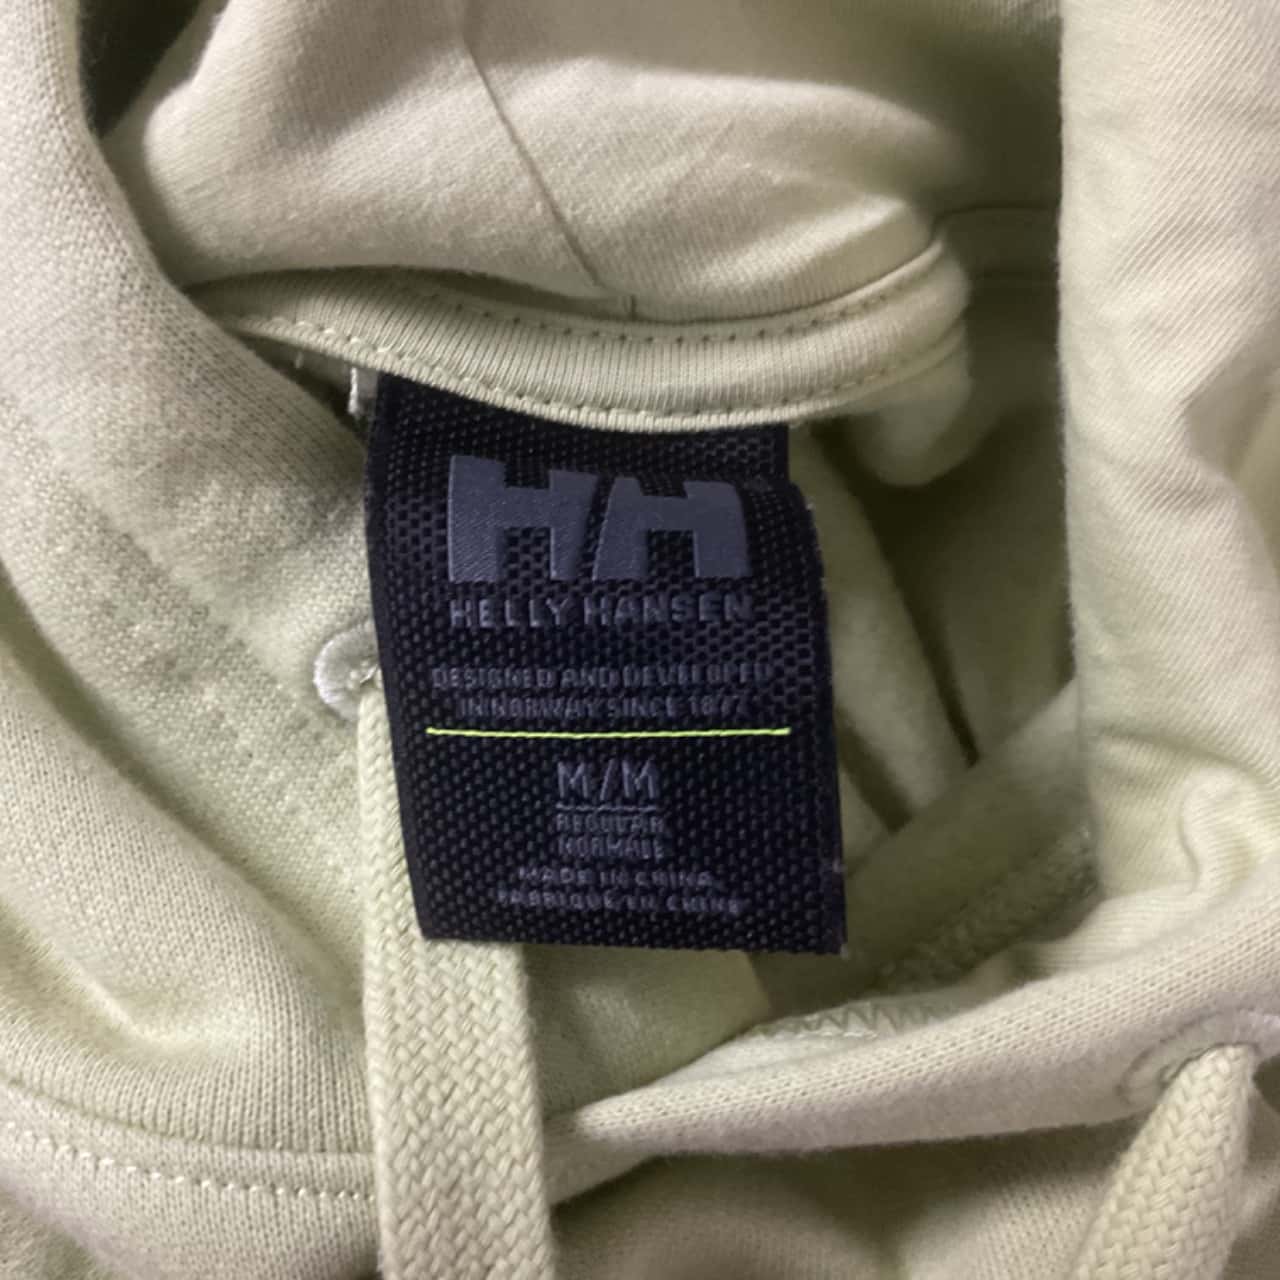 HH
HELLY HANSEN
DESIGNED AND DEVELOPED
IN NORWAY SINCE 1877
M/M
REGULAR
NORMALE
MADE IN CHINA
FABRIQUÉ EN CHINE